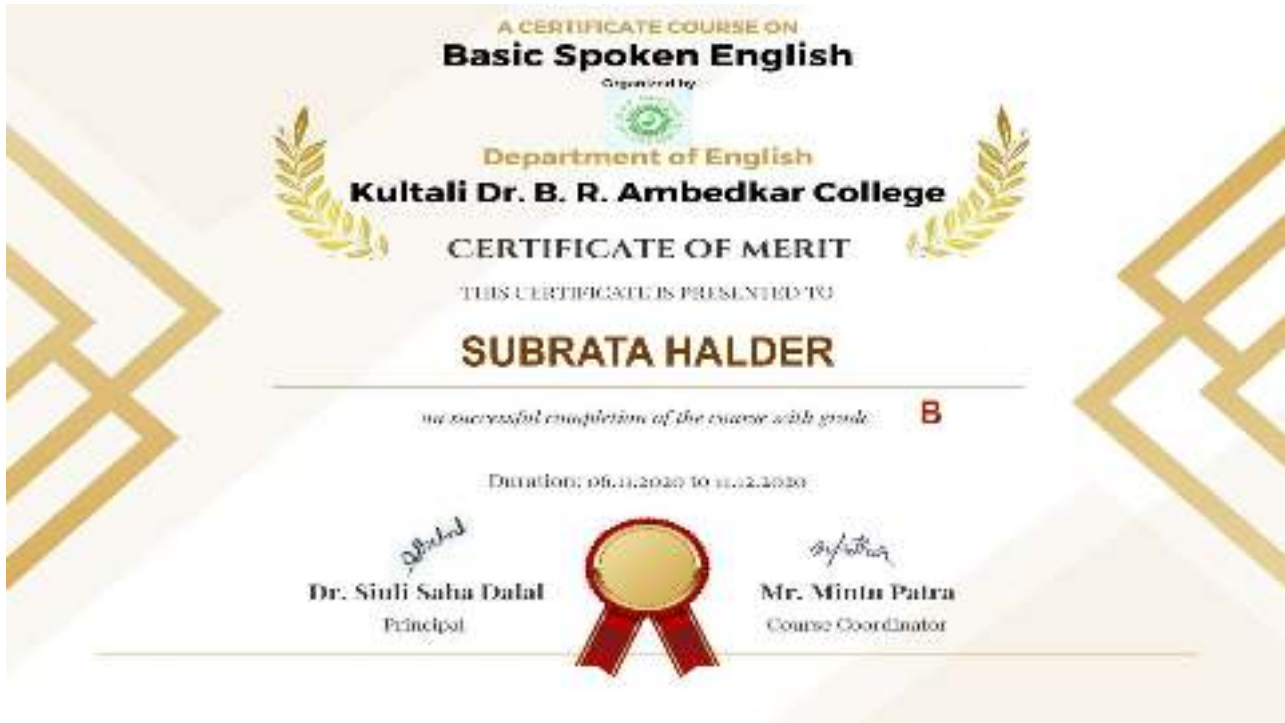 A CERTIFICATE COURSE ON
Basic Spoken English
Organized by
Department of English
Kultali Dr. B. R. Ambedkar College
CERTIFICATE OF MERIT
THIS CERTIFICATE IS PRESENTED TO
SUBRATA HALDER
on successful completion of the course with grade B
Duration: 06.11.2020 to 11.12.2020
Dr. Siuli Saha Dalal Mr. Mintu Patra
Principal Course Coordinator